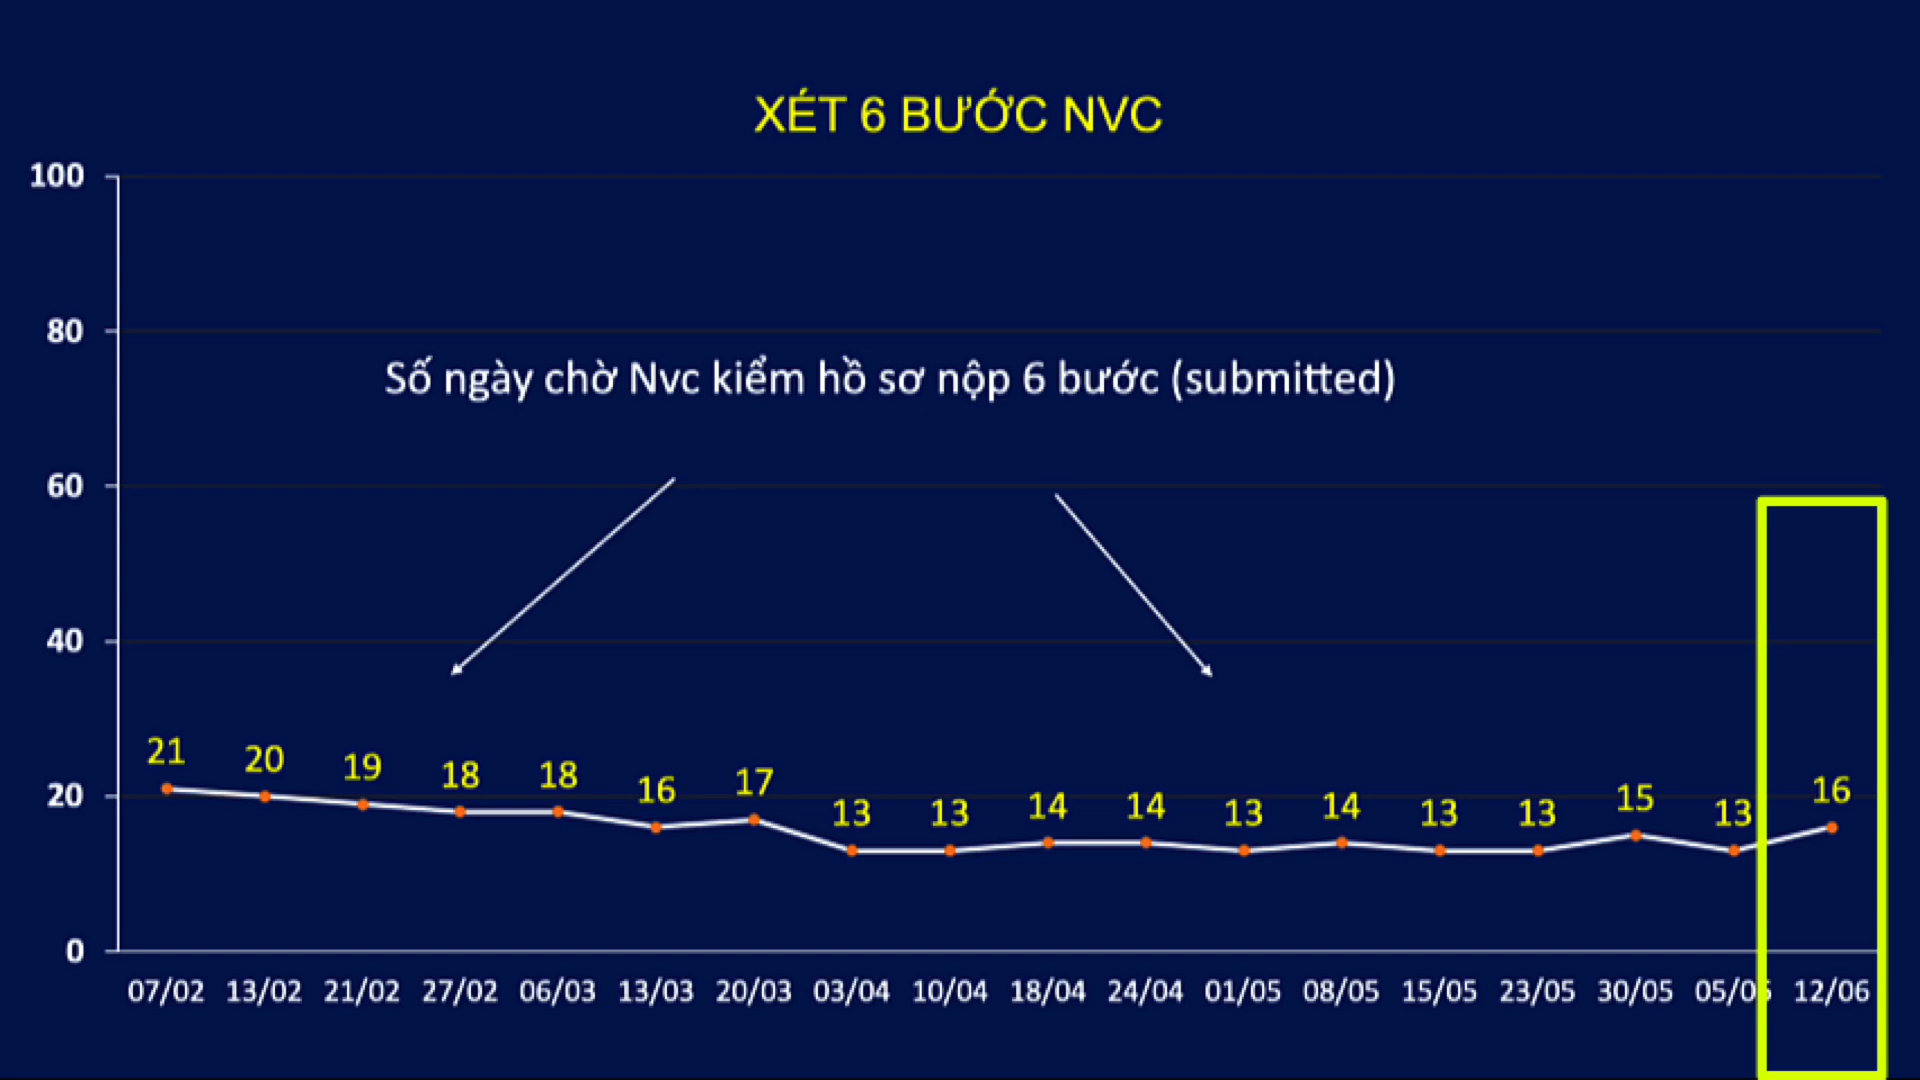 XÉT 6 BƯỚC NVC
100
80
Số ngày chờ Nvc kiểm hồ sơ nộp 6 bước (submitted)
60
40
21 20 19 18 18 16 17 13 13 14 14 13 14 13 13 15 13 16
20
0
07/02 13/02 21/02 27/02 06/03 13/03 20/03 03/04 10/04 18/04 24/04 01/05 08/05 15/05 23/05 30/05 05/06 12/06